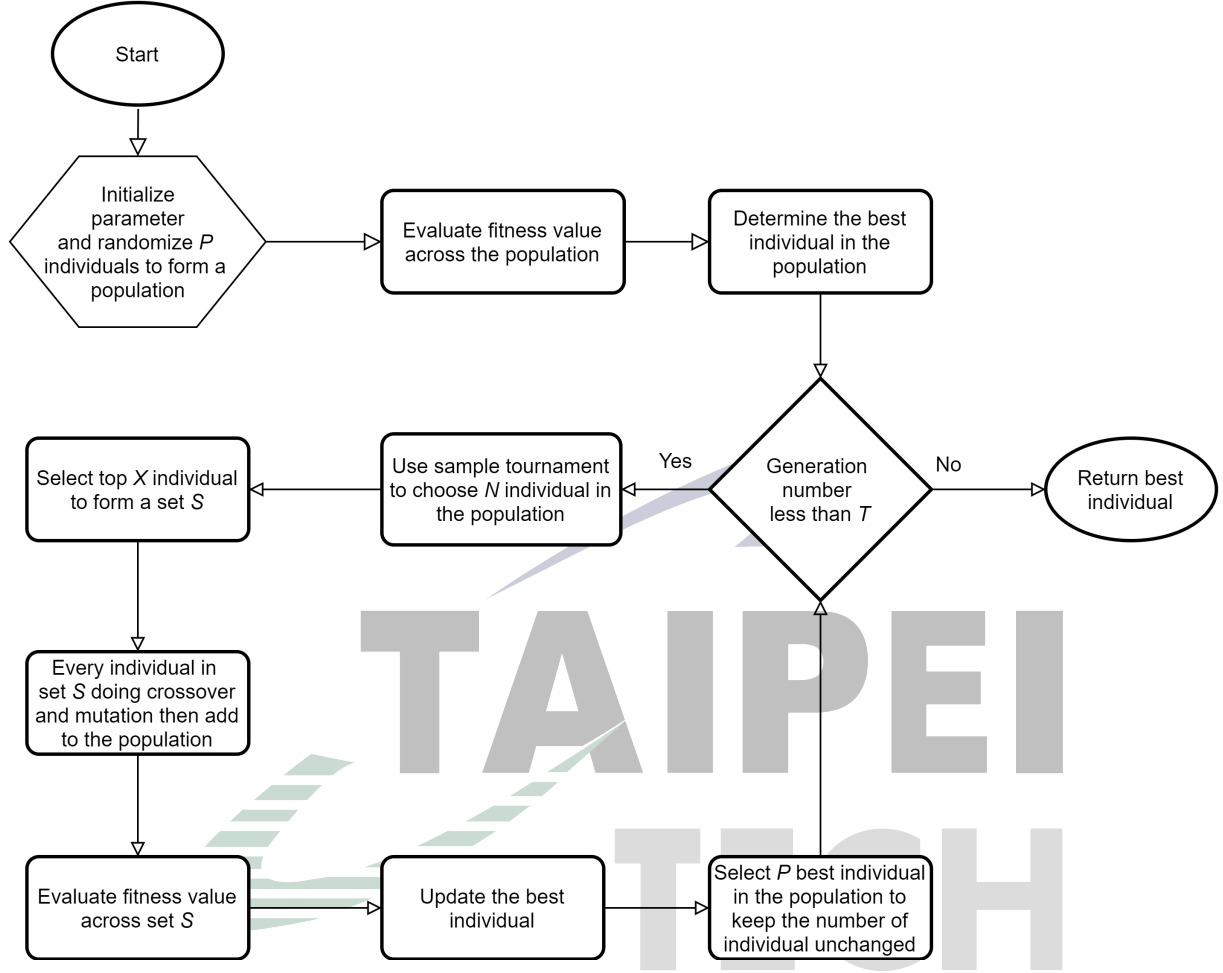 Start
Initialize
parameter
and randomize P
individuals to form a
population
Evaluate fitness value
across the population
Determine the best
individual in the
population
Generation
number
less than T
Yes
No
Return best
individual
Use sample tournament
to choose N individual in
the population
Select top X individual
to form a set S
Every individual in
set S doing crossover
and mutation then add
to the population
Evaluate fitness value
across set S
Update the best
individual
Select P best individual
in the population to
keep the number of
individual unchanged
TAIPEI
TECH